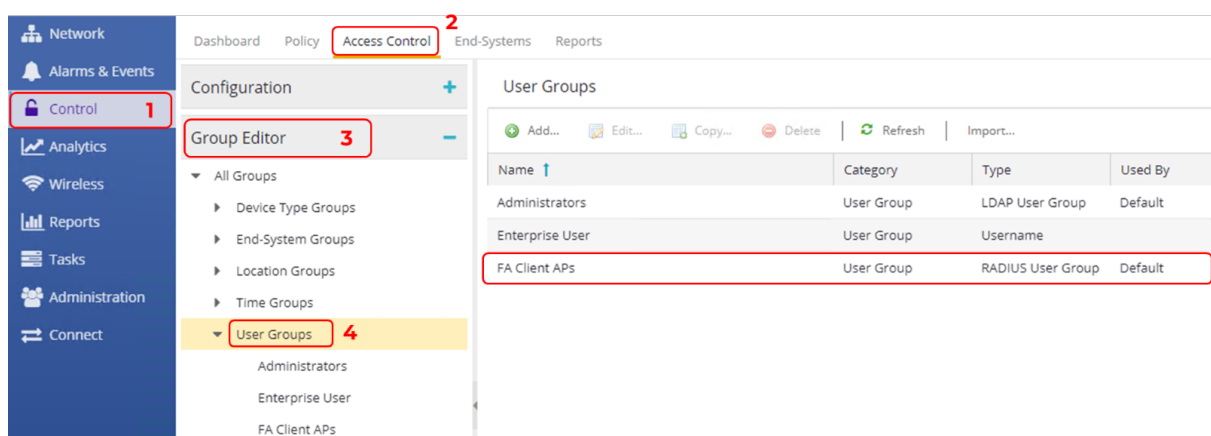 Network
Alarms & Events
Control 1
Analytics
Wireless
Reports
Tasks
Administration
Connect
2
Dashboard Policy Access Control End-Systems Reports
Configuration
Group Editor 3
All Groups
Device Type Groups
End-System Groups
Location Groups
Time Groups
User Groups 4
Administrators
Enterprise User
FA Client APs
User Groups
Add... Edit... Copy... Delete Refresh Import...
Name Category Type Used By
Administrators User Group LDAP User Group Default
Enterprise User User Group Username
FA Client APs User Group RADIUS User Group Default